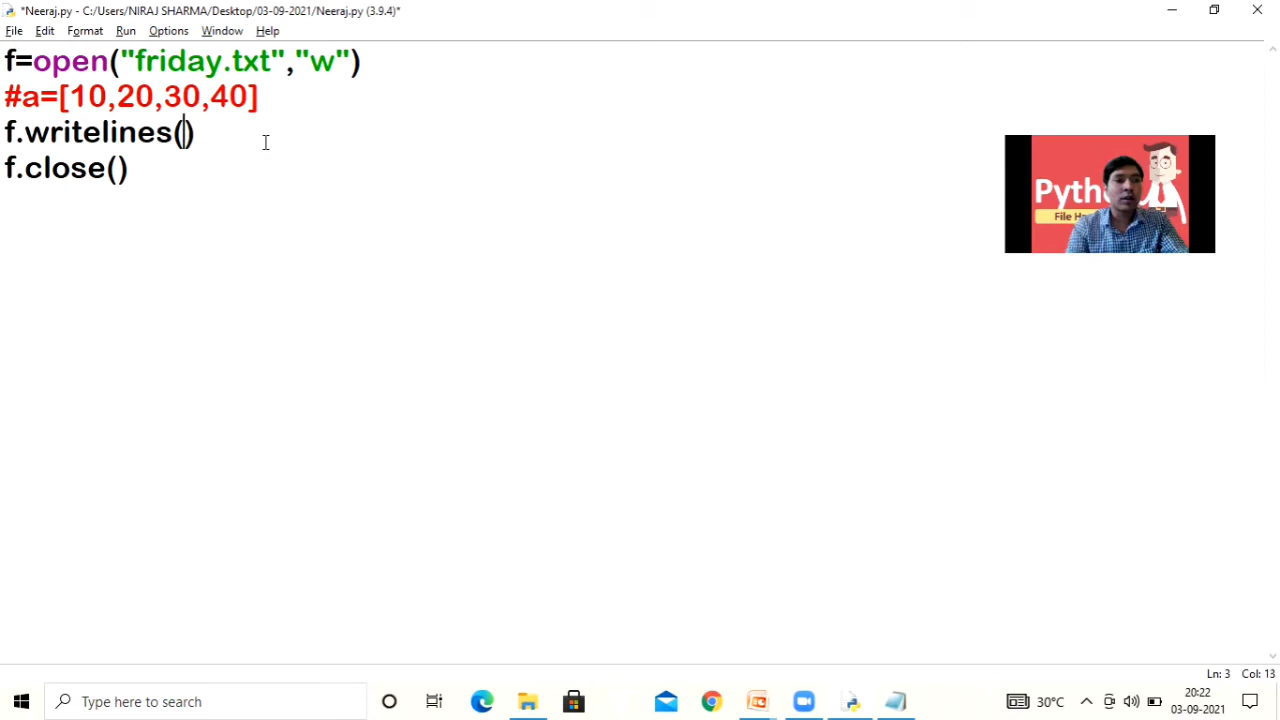 *Neeraj.py - C:/Users/NIRAJ SHARMA/Desktop/03-09-2021/Neeraj.py (3.9.4)*
File Edit Format Run Options Window Help
f=open("friday.txt","w")
#a=[10,20,30,40]
f.writelines()
f.close()
File
Ln: 3 Col: 13
Type here to search
30°C
20:22
03-09-2021